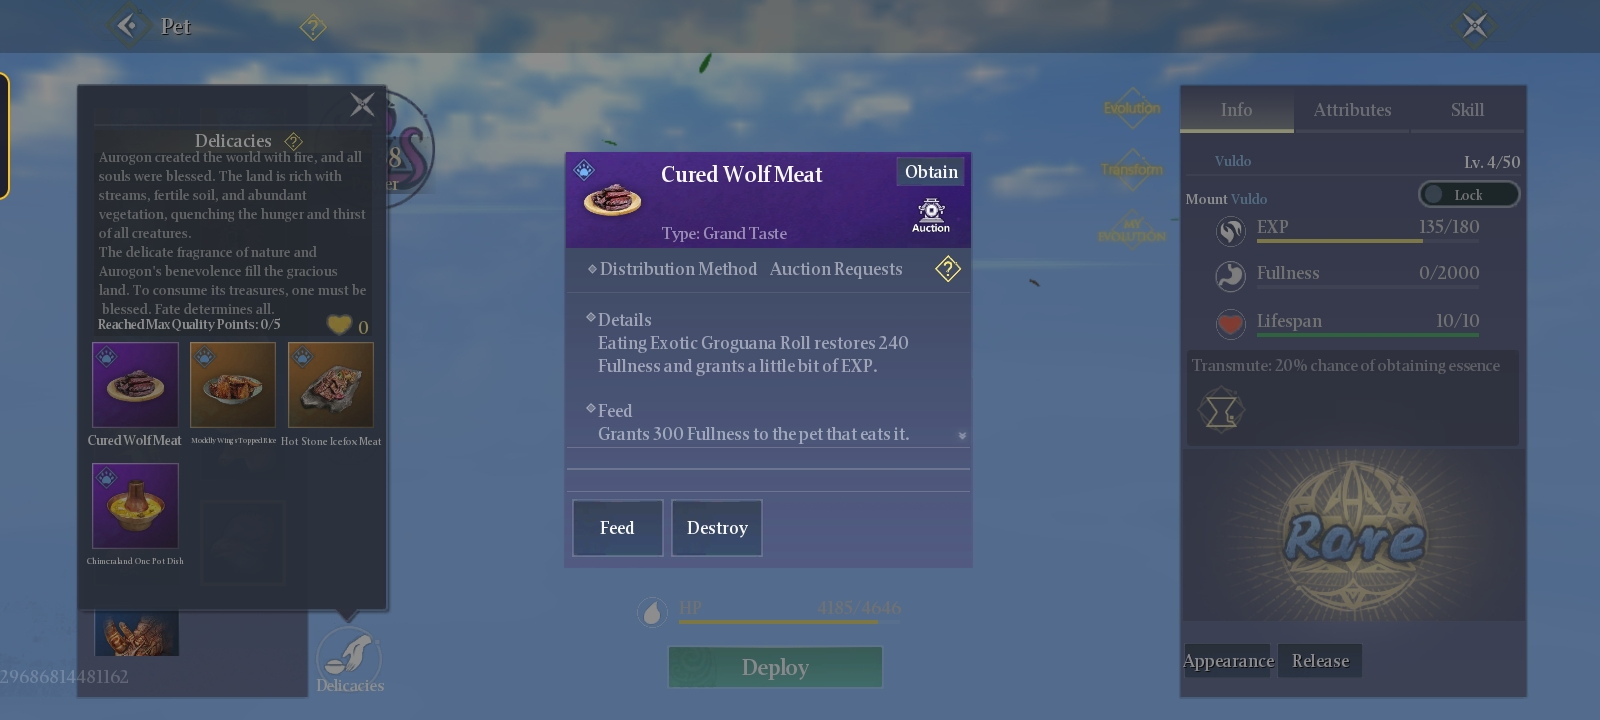 Pet
?
Delicacies ?
Aurogon created the world with fire, and all
souls were blessed. The land is rich with
streams, fertile soil, and abundant
vegetation, quenching the hunger and thirst
of all creatures.
The delicate fragrance of nature and
Aurogon's benevolence fill the gracious
land. To consume its treasures, one must be
blessed. Fate determines all.
Reached Max Quality Points: 0/5
0
Cured Wolf Meat
Hot Stone Icefox Meat
Chimeraland One Pot Dish
29686814481162
Delicacies
8
er
Cured Wolf Meat
Obtain
Type: Grand Taste
Auction
Distribution Method Auction Requests
?
Details
Eating Exotic Groguana Roll restores 240
Fullness and grants a little bit of EXP.
Feed
Grants 300 Fullness to the pet that eats it.
Feed
Destroy
HP 4185/4646
Deploy
Evolution
Transform
MY
EVOLUTION
Info
Attributes
Skill
Vuldo
Lv. 4/50
Mount Vuldo
Lock
EXP 135/180
Fullness 0/2000
Lifespan 10/10
Transmute: 20% chance of obtaining essence
Rare
Appearance
Release